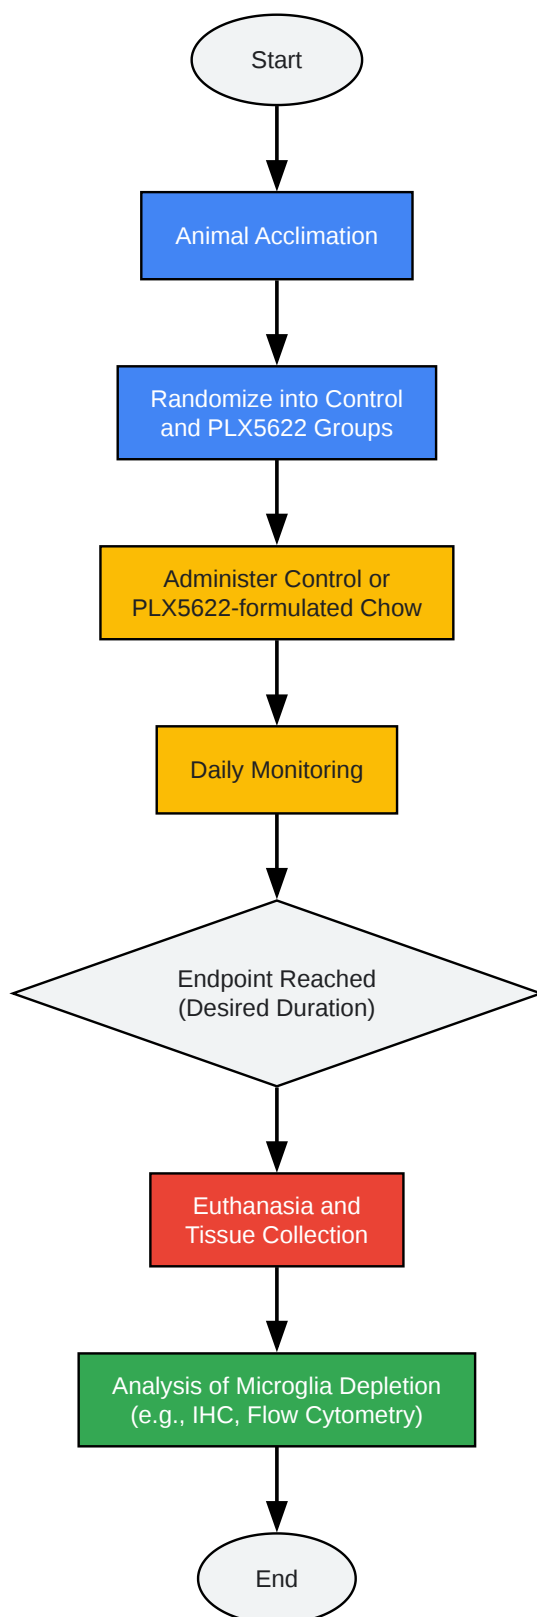 Start
Animal Acclimation
Randomize into Control
and PLX5622 Groups
Administer Control or
PLX5622-formulated Chow
Daily Monitoring
Endpoint Reached
(Desired Duration)
Euthanasia and
Tissue Collection
Analysis of Microglia Depletion
(e.g., IHC, Flow Cytometry)
End